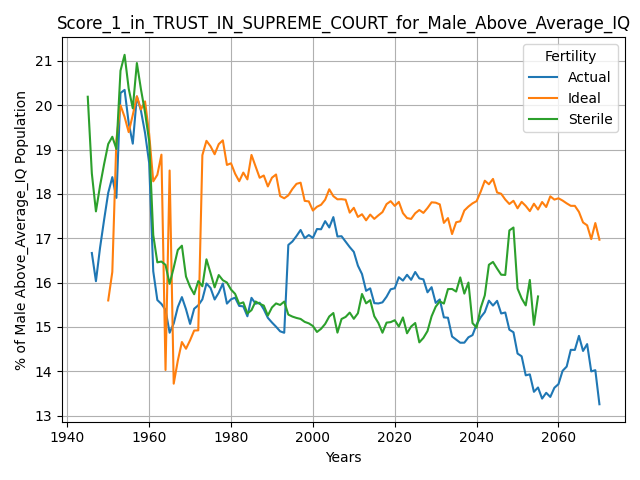 Score_1_in_TRUST_IN_SUPREME_COURT_for_Male_Above_Average_IQ
Fertility
Actual
Ideal
Sterile
% of Male Above_Average_IQ Population
21
20
19
18
17
16
15
14
13
1940
1960
1980
2000
2020
2040
2060
Years